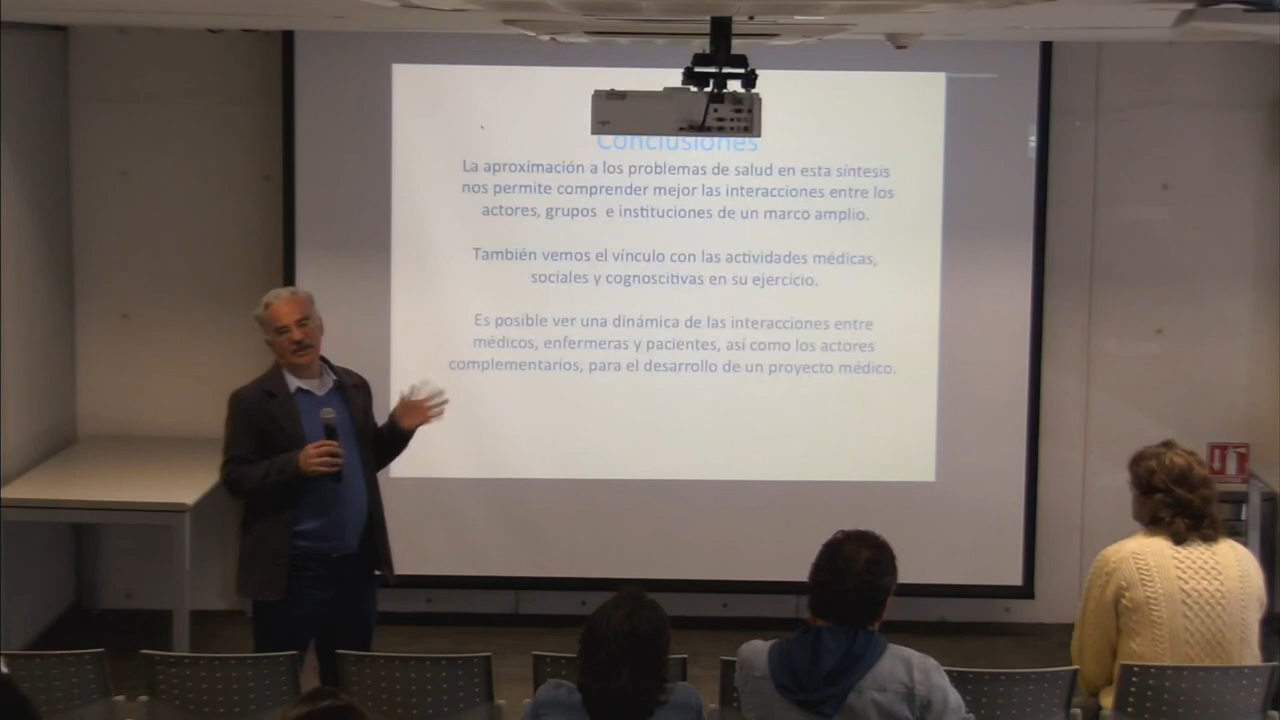 Conclusiones
La aproximación a los problemas de salud en esta síntesis
nos permite comprender mejor las interacciones entre los
actores, grupos e instituciones de un marco amplio.
También vemos el vínculo con las actividades médicas,
sociales y cognoscitivas en su ejercicio.
Es posible ver una dinámica de las interacciones entre
médicos, enfermeras y pacientes, así como los actores
complementarios, para el desarrollo de un proyecto médico.